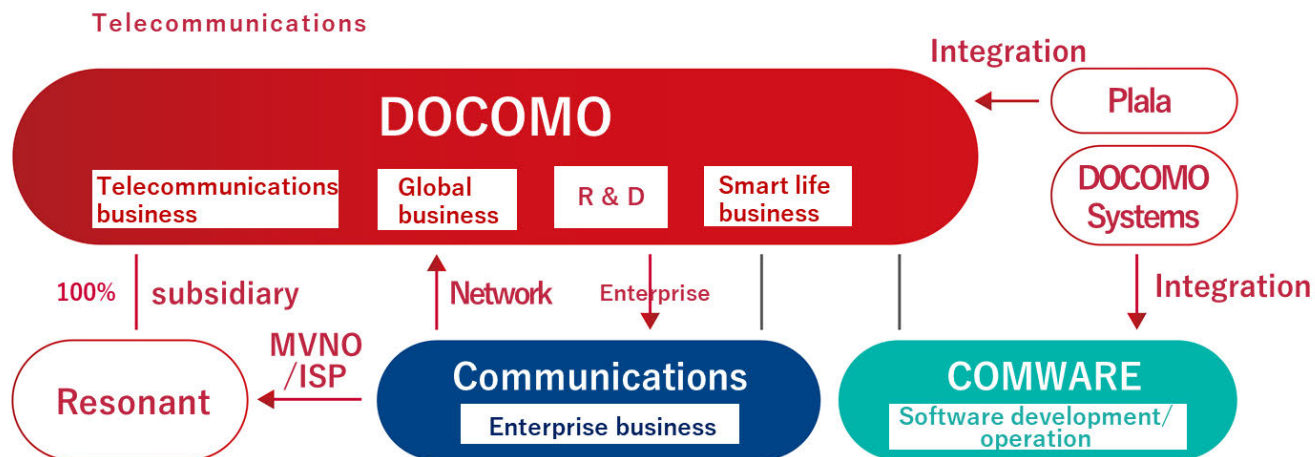 Telecommunications
Integration
DOCOMO
Plala
Telecommunications
business
Global
business
R & D
Smart life
business
DOCOMO
Systems
100%
subsidiary
Network
Enterprise
Integration
MVNO
/ISP
Resonant
Communications
Enterprise business
COMWARE
Software development/
operation